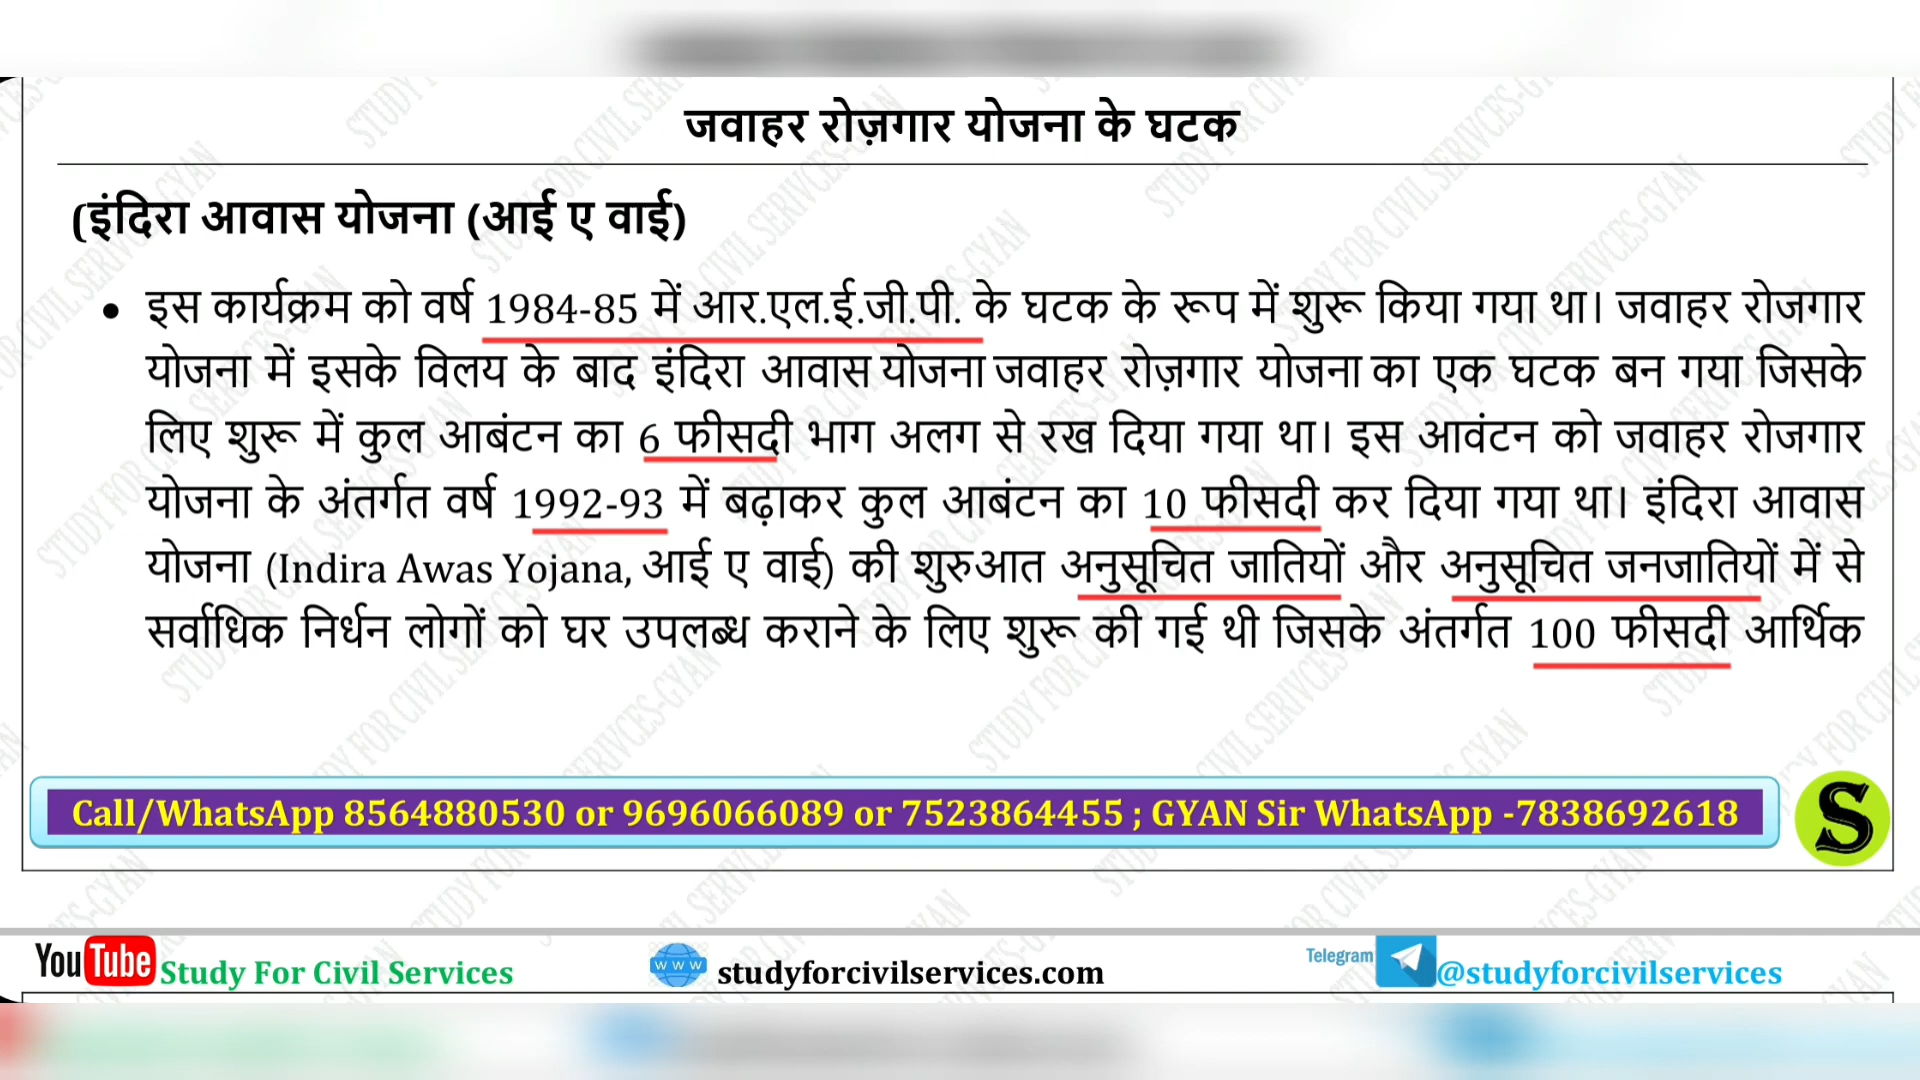 जवाहर रोज़गार योजना के घटक
(इंदिरा आवास योजना (आई ए वाई)
• इस कार्यक्रम को वर्ष 1984-85 में आर.एल.ई.जी.पी. के घटक के रूप में शुरू किया गया था। जवाहर रोजगार
योजना में इसके विलय के बाद इंदिरा आवास योजना जवाहर रोज़गार योजना का एक घटक बन गया जिसके
लिए शुरू में कुल आबंटन का 6 फीसदी भाग अलग से रख दिया गया था। इस आवंटन को जवाहर रोजगार
योजना के अंतर्गत वर्ष 1992-93 में बढ़ाकर कुल आबंटन का 10 फीसदी कर दिया गया था। इंदिरा आवास
योजना (Indira Awas Yojana, आई ए वाई) की शुरुआत अनुसूचित जातियों और अनुसूचित जनजातियों में से
सर्वाधिक निर्धन लोगों को घर उपलब्ध कराने के लिए शुरू की गई थी जिसके अंतर्गत 100 फीसदी आर्थिक
Call/WhatsApp 8564880530 or 9696066089 or 7523864455 ; GYAN Sir WhatsApp -7838692618
S
YouTube Study For Civil Services
WWW studyforcivilservices.com
Telegram @studyforcivilservices
STUDY FOR CIVIL SERIVCES-GYAN